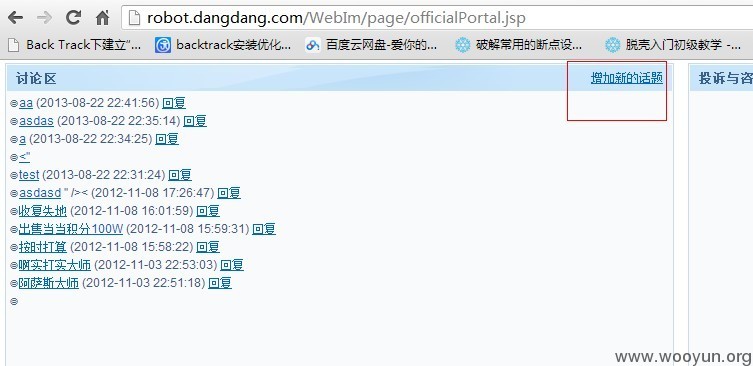 robot.dangdang.com/WebIm/page/officialPortal.jsp
Back Track下建立"... backtrack安装优化... 百度云网盘-爱你的... 破解常用的断点设... 脱壳入门初级教学 -...
讨论区 增加新的话题 投诉与咨
aa (2013-08-22 22:41:56) 回复
asdas (2013-08-22 22:35:14) 回复
a (2013-08-22 22:34:25) 回复
<"
test (2013-08-22 22:31:24) 回复
asdasd " />< (2012-11-08 17:26:47) 回复
收复失地 (2012-11-08 16:01:59) 回复
出售当当积分100W (2012-11-08 15:59:31) 回复
按时打算 (2012-11-08 15:58:22) 回复
啊实打实大师 (2012-11-03 22:53:03) 回复
阿萨斯大师 (2012-11-03 22:51:18) 回复
www.wooyun.org